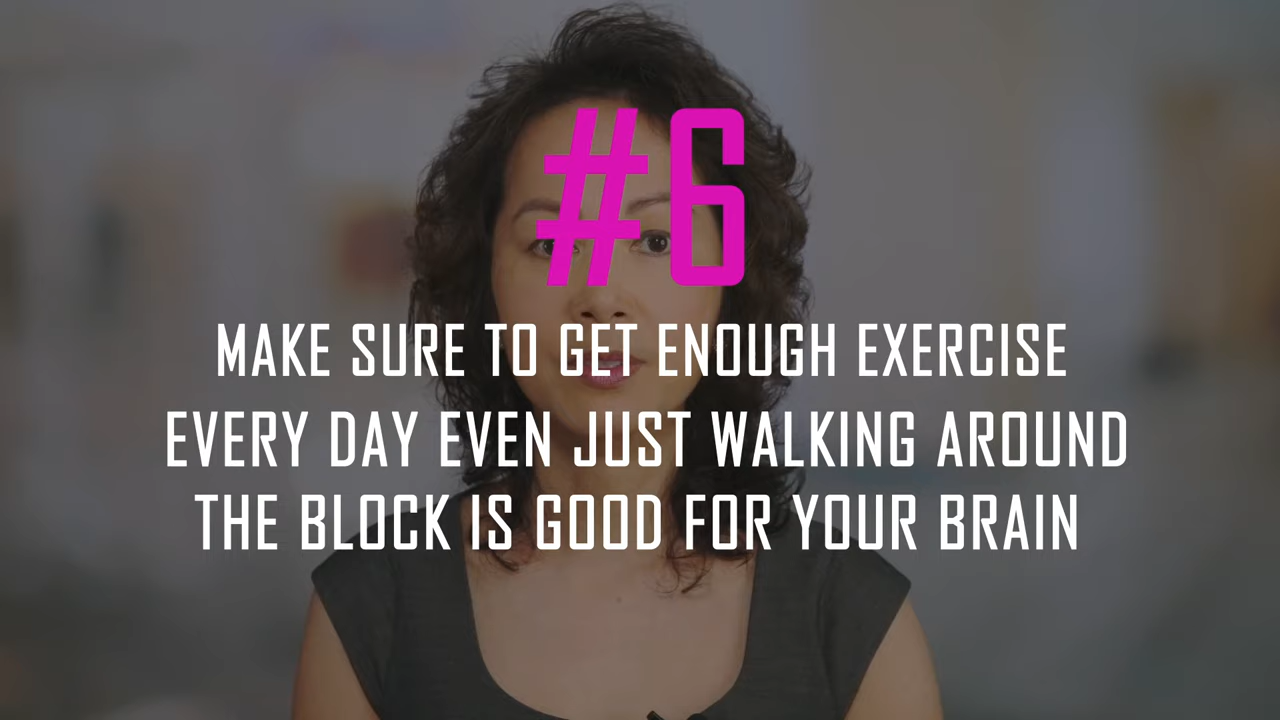 #6
MAKE SURE TO GET ENOUGH EXERCISE
EVERY DAY EVEN JUST WALKING AROUND
THE BLOCK IS GOOD FOR YOUR BRAIN